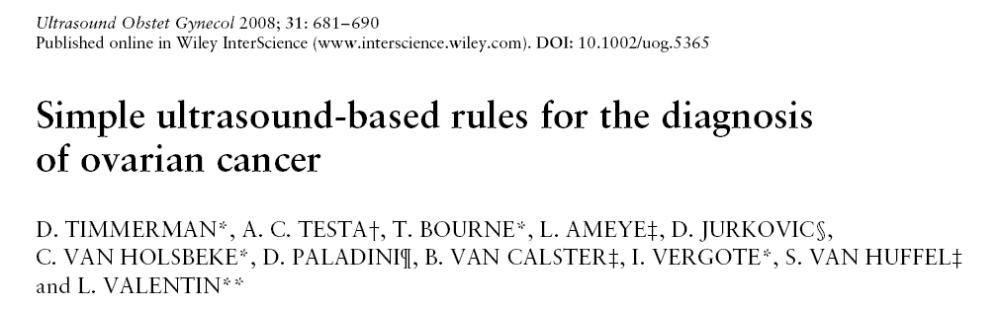 Ultrasound Obstet Gynecol 2008; 31: 681–690
Published online in Wiley InterScience (www.interscience.wiley.com). DOI: 10.1002/uog.5365
Simple ultrasound-based rules for the diagnosis
of ovarian cancer
D. TIMMERMAN*, A. C. TESTA†, T. BOURNE*, L. AMEYE‡, D. JURKOVIC§,
C. VAN HOLSBEKE*, D. PALADINI¶, B. VAN CALSTER‡, I. VERGOTE*, S. VAN HUFFEL‡
and L. VALENTIN**